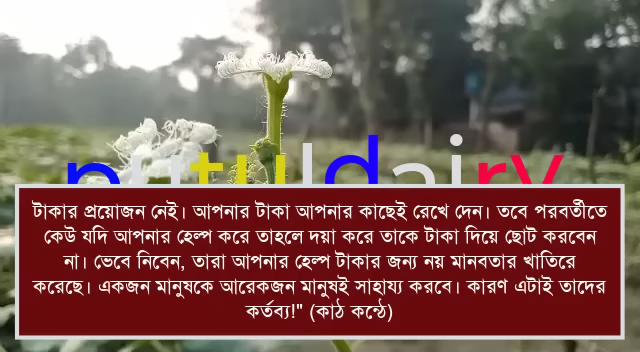 putuldairy
টাকার প্রয়োজন নেই। আপনার টাকা আপনার কাছেই রেখে দেন। তবে পরবর্তীতে
কেউ যদি আপনার হেল্প করে তাহলে দয়া করে তাকে টাকা দিয়ে ছোট করবেন
না। ভেবে নিবেন, তারা আপনার হেল্প টাকার জন্য নয় মানবতার খাতিরে
করেছে। একজন মানুষকে আরেকজন মানুষই সাহায্য করবে। কারণ এটাই তাদের
কর্তব্য!" (কাঠ কন্ঠে)